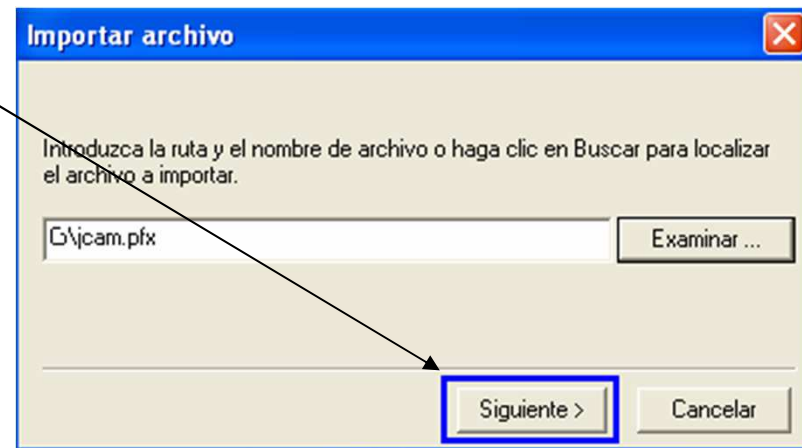 Importar archivo
Introduzca la ruta y el nombre de archivo o haga clic en Buscar para localizar
el archivo a importar.
G:\jcam.pfx
Examinar ...
Siguiente >
Cancelar